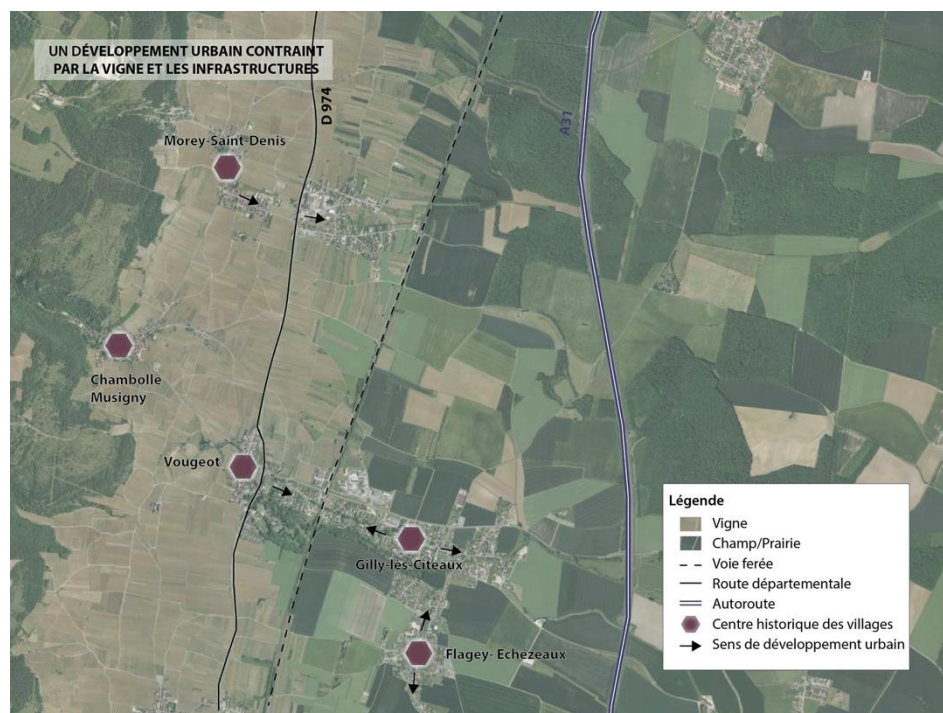 UN DÉVELOPPEMENT URBAIN CONTRAINT
PAR LA VIGNE ET LES INFRASTRUCTURES
D 974
A31
Morey-Saint-Denis
Chambolle
Musigny
Vougeot
Gilly-les-Citeaux
Flagey- Echézeaux
Légende
Vigne
Champ/Prairie
Voie ferée
Route départementale
Autoroute
Centre historique des villages
Sens de développement urbain